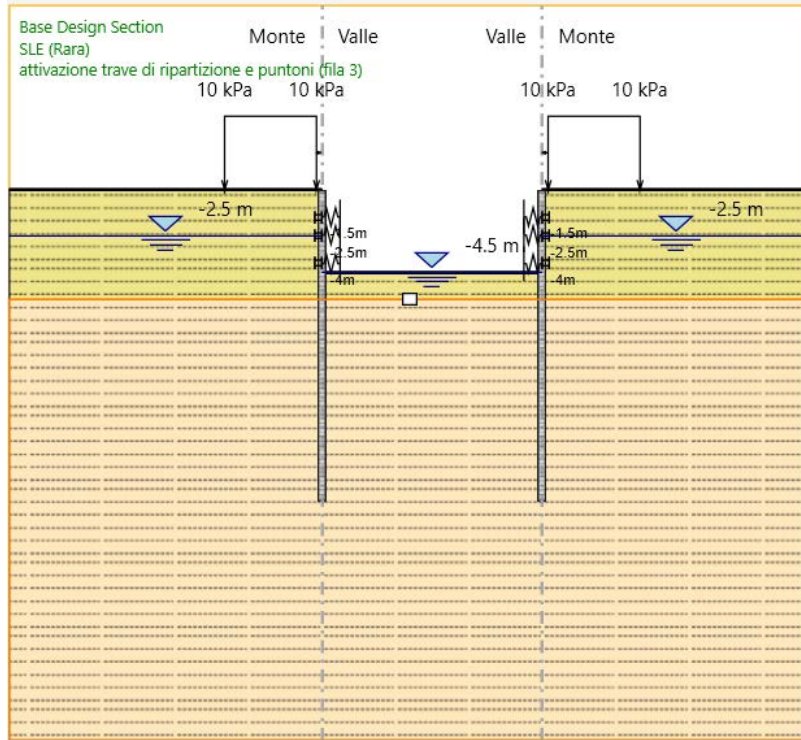 Base Design Section
SLE (Rara)
attivazione trave di ripartizione e puntoni (fila 3)
Monte Valle Valle Monte
10 kPa 10 kPa 10 kPa 10 kPa
-2.5 m -2.5 m
-1.5m -4.5 m -1.5m
-2.5m -2.5m
-4m -4m